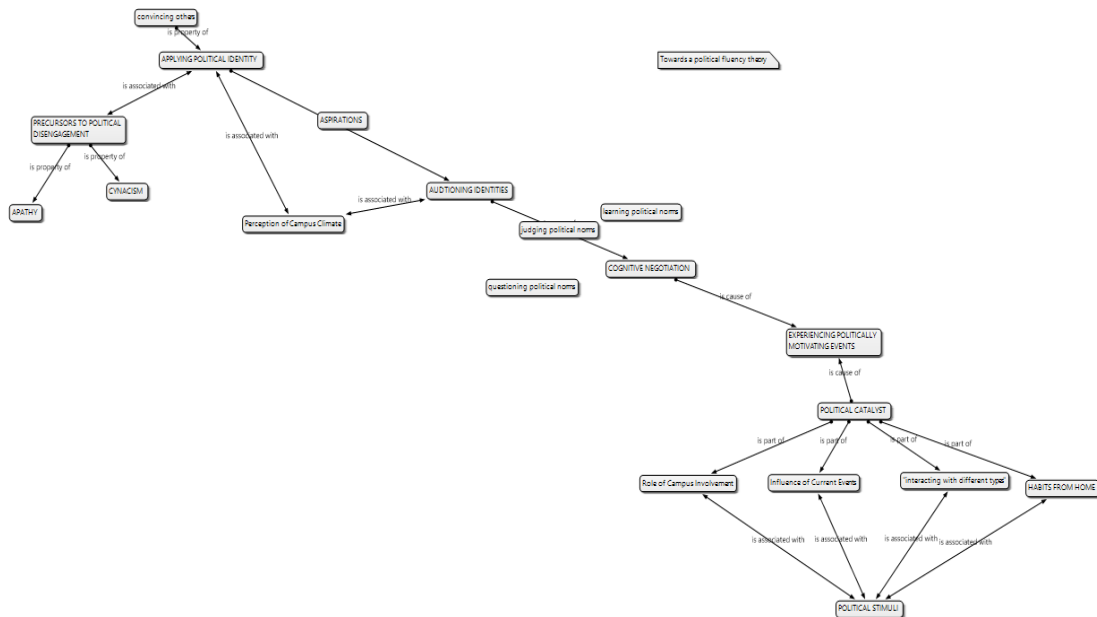 convincing others
is property of
APPLYING POLITICAL IDENTITY
Towards a political fluency theory
is associated with
PRECURSORS TO POLITICAL
DISENGAGEMENT
ASPIRATIONS
is associated with
is property of
is property of
CYNACISM
AUDTIONING IDENTITIES
is associated with
APATHY
Perception of Campus Climate
learning political norms
judging political norms
COGNITIVE NEGOTIATION
questioning political norms
is cause of
EXPERIENCING POLITICALLY
MOTIVATING EVENTS
is cause of
POLITICAL CATALYST
is part of
is part of
is part of
is part of
Role of Campus Involvement
Influence of Current Events
"interacting with different types"
HABITS FROM HOME
is associated with
is associated with
is associated with
is associated with
POLITICAL STIMULI